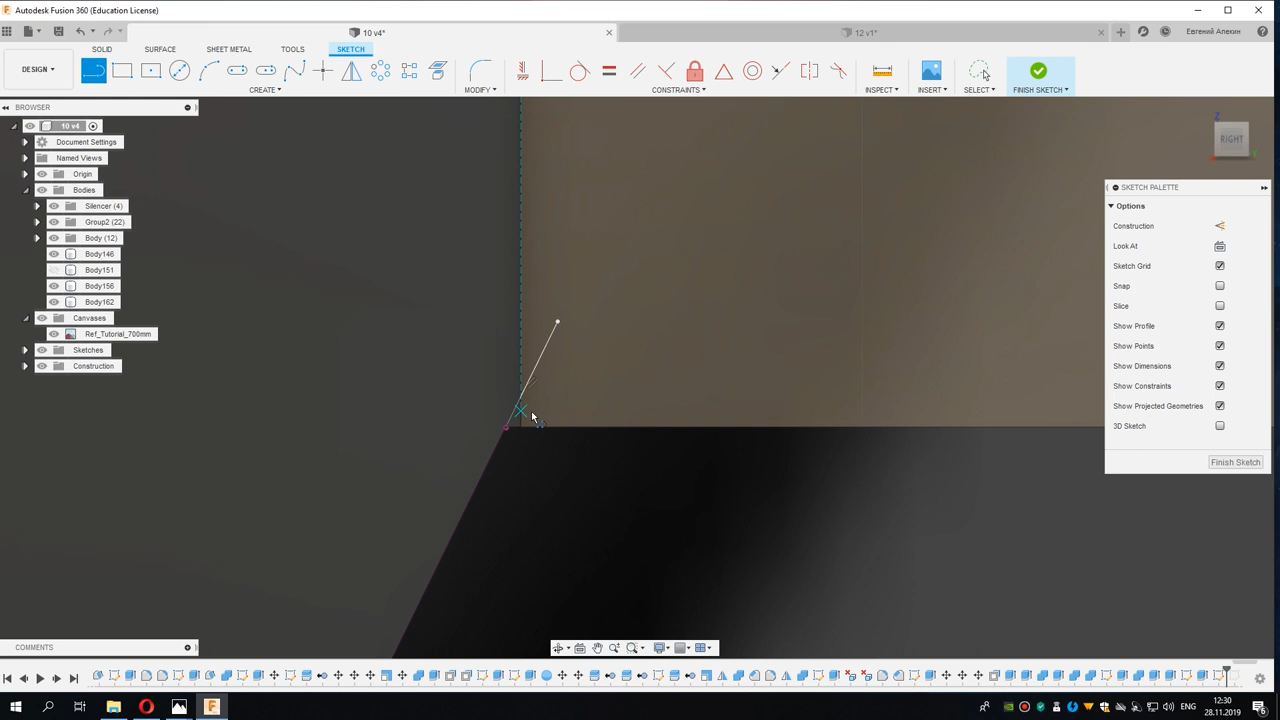 Autodesk Fusion 360 (Education License)
10 v4*
12 v1*
Евгений Апекин
DESIGN
SOLID
SURFACE
SHEET METAL
TOOLS
SKETCH
CREATE
MODIFY
CONSTRAINTS
INSPECT
INSERT
SELECT
FINISH SKETCH
BROWSER
10 v4
Document Settings
Named Views
Origin
Bodies
Silencer (4)
Group2 (22)
Body (12)
Body146
Body151
Body156
Body162
Canvases
Ref_Tutorial_700mm
Sketches
Construction
Z
RIGHT
SKETCH PALETTE
Options
Construction
Look At
Sketch Grid
Snap
Slice
Show Profile
Show Points
Show Dimensions
Show Constraints
Show Projected Geometries
3D Sketch
Finish Sketch
COMMENTS
ENG
12:30
28.11.2019